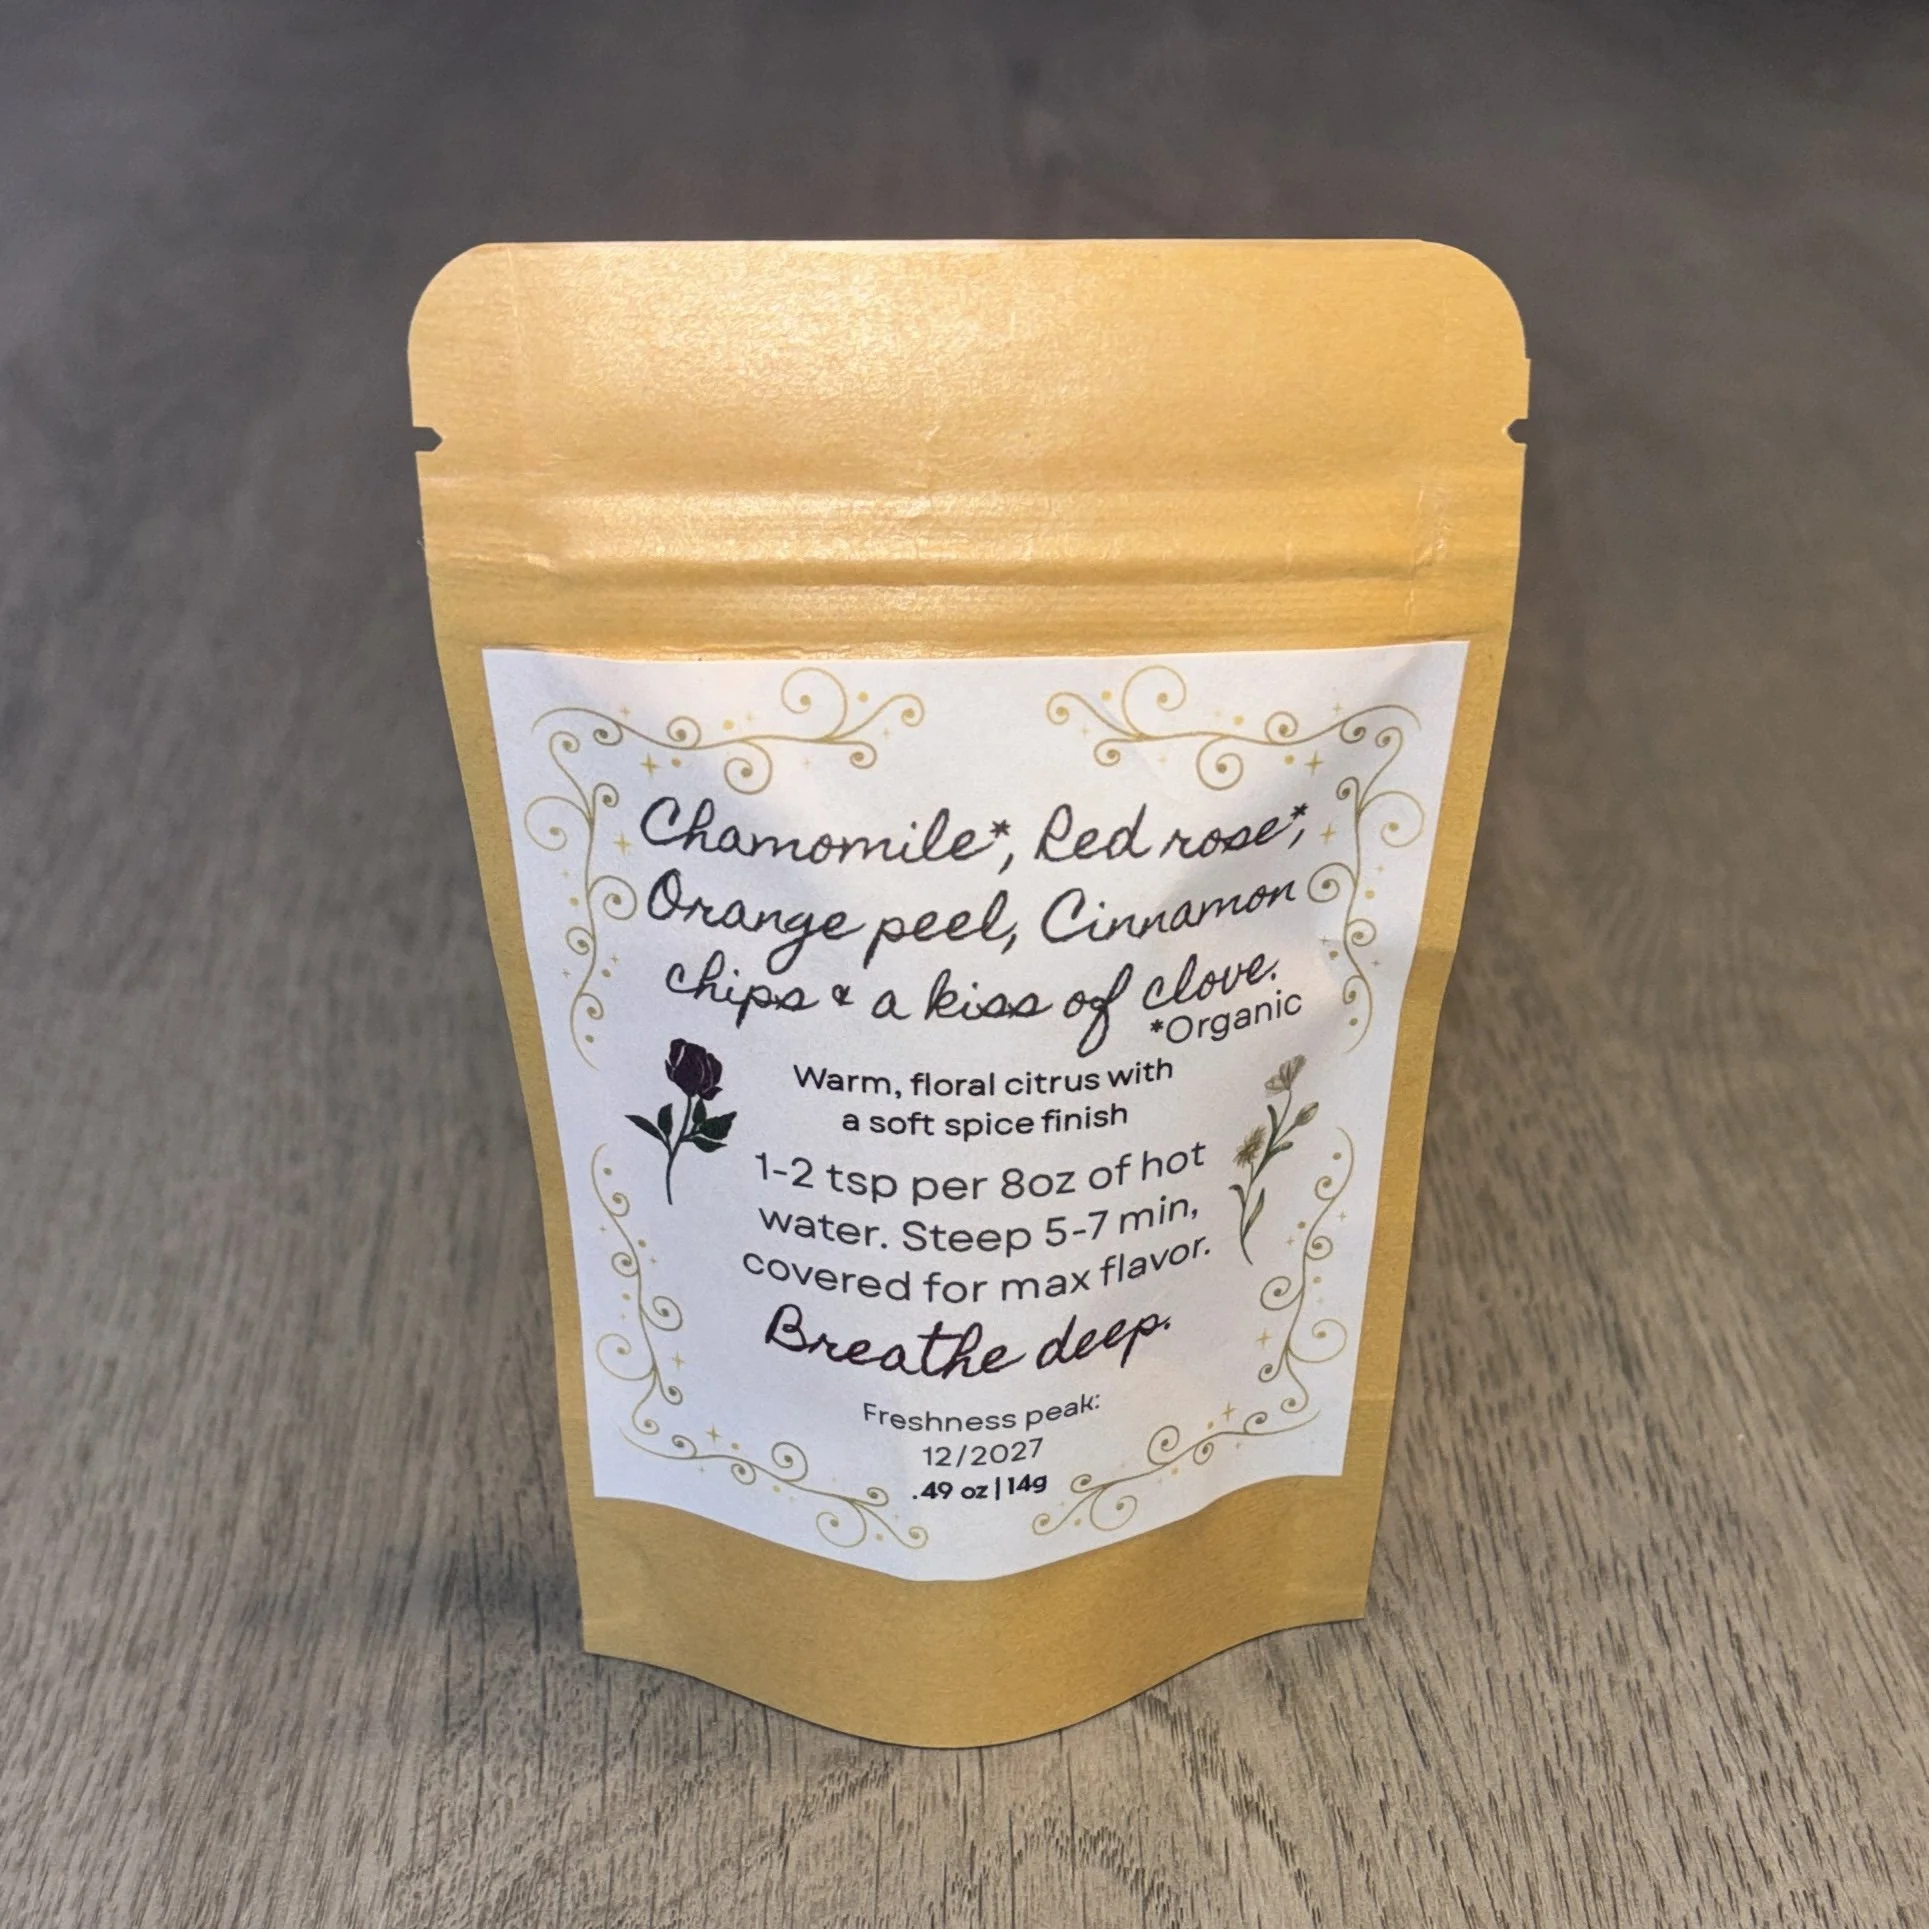 Chamomile*, Red rose*,
Orange peel, Cinnamon
chips & a kiss of clove.
*Organic
Warm, floral citrus with
a soft spice finish
1-2 tsp per 8oz of hot
water. Steep 5-7 min,
covered for max flavor.
Breathe deep.
Freshness peak:
12/2027
.49 oz | 14g